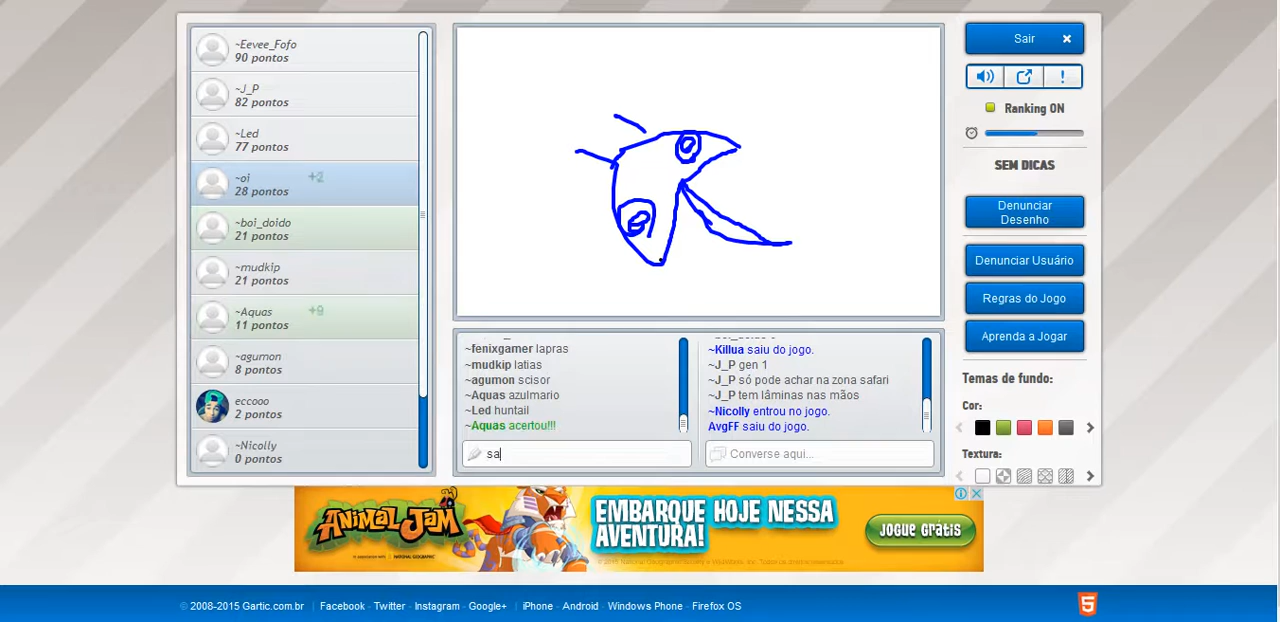 ~Eevee_Fofo
90 pontos
~J_P
82 pontos
~Led
77 pontos
~oi
28 pontos
+2
~boi_doido
21 pontos
~mudkip
21 pontos
~Aquas
11 pontos
+9
~agumon
8 pontos
eccooo
2 pontos
~Nicolly
0 pontos
~fenixgamer lapras
~mudkip latias
~agumon scisor
~Aquas azulmario
~Led huntail
~Aquas acertou!!!
sa
~Killua saiu do jogo.
~J_P gen 1
~J_P só pode achar na zona safari
~J_P tem lâminas nas mãos
~Nicolly entrou no jogo.
AvgFF saiu do jogo.
Converse aqui...
Sair ×
Ranking ON
SEM DICAS
Denunciar
Desenho
Denunciar Usuário
Regras do Jogo
Aprenda a Jogar
Temas de fundo:
Cor:
Textura:
ANIMAL JAM
NATIONAL GEOGRAPHIC
EMBARQUE HOJE NESSA
AVENTURA!
JOGUE GRÁTIS
© 2008-2015 Gartic.com.br | Facebook - Twitter - Instagram - Google+ | iPhone - Android - Windows Phone - Firefox OS
5